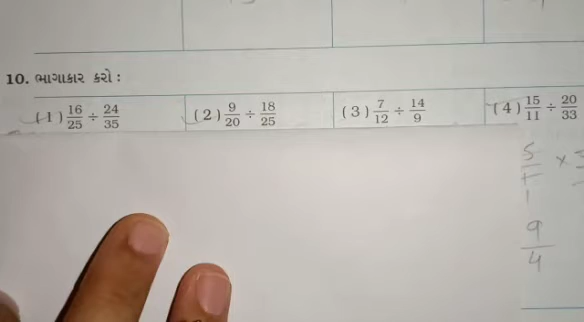 10. ભાગાકાર કરો :
(1) 16/25 ÷ 24/35 (2) 9/20 ÷ 18/25 (3) 7/12 ÷ 14/9 (4) 15/11 ÷ 20/33
5 ×
1
9/4